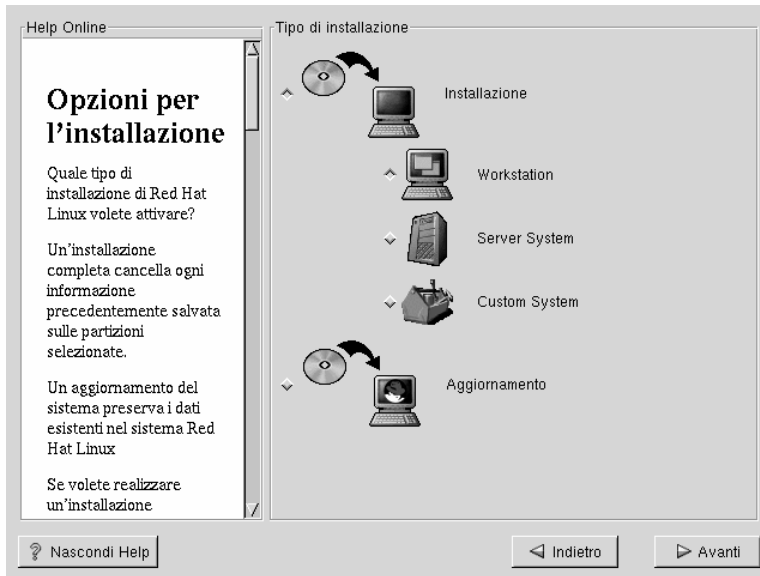 Help Online
Opzioni per
l'installazione
Quale tipo di
installazione di Red Hat
Linux volete attivare?
Un'installazione
completa cancella ogni
informazione
precedentemente salvata
sulle partizioni
selezionate.
Un aggiornamento del
sistema preserva i dati
esistenti nel sistema Red
Hat Linux
Se volete realizzare
un'installazione
Tipo di installazione
Installazione
Workstation
Server System
Custom System
Aggiornamento
Nascondi Help
Indietro
Avanti